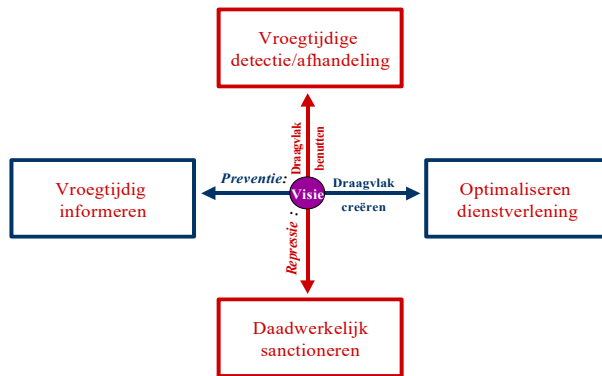 Vroegtijdige
detectie/afhandeling
Draagvlak
benutten
Vroegtijdig
informeren
Preventie:
Visie
Draagvlak
creëren
Optimaliseren
dienstverlening
Repressie :
Daadwerkelijk
sanctioneren